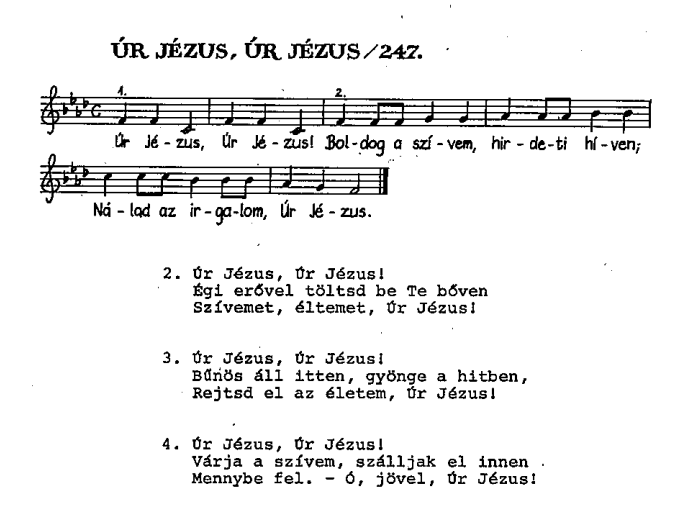 ÚR JÉZUS, ÚR JÉZUS/247.
1. 2.
Úr Jé-zus, Úr Jé-zus! Bol-dog a szí-vem, hir-de-ti hí-ven;
Ná-lad az ir-ga-lom, Úr Jé-zus.
2. Úr Jézus, Úr Jézus!
Égi erővel töltsd be Te bőven
Szívemet, éltemet, Úr Jézus!
3. Úr Jézus, Úr Jézus!
Bűnös áll itten, gyönge a hitben,
Rejtsd el az életem, Úr Jézus!
4. Úr Jézus, Úr Jézus!
Várja a szívem, szálljak el innen
Mennybe fel. - Ó, jövel, Úr Jézus!